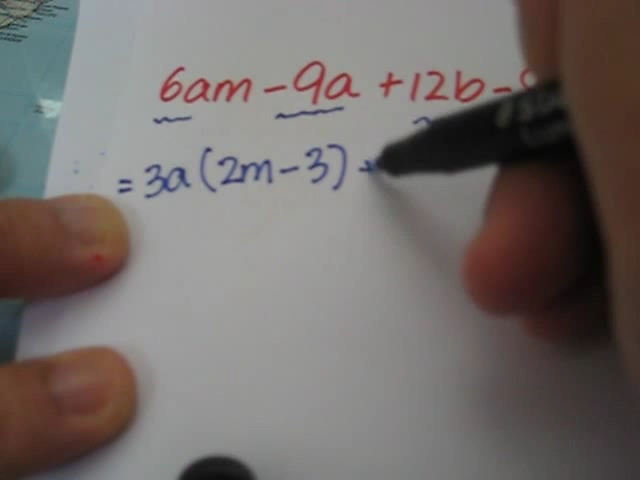 6am - 9a + 12b -
= 3a (2m - 3) +